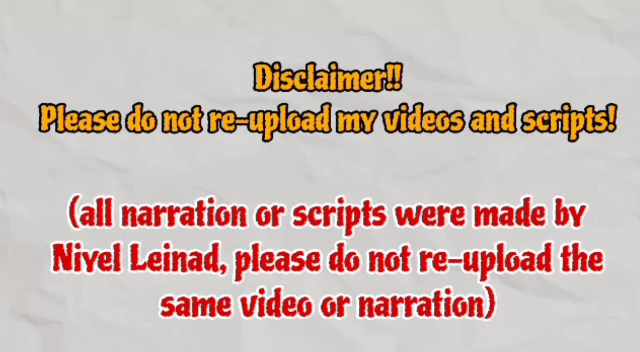 Disclaimer!!
Please do not re-upload my videos and scripts!
(all narration or scripts were made by
Nivel Leinad, please do not re-upload the
same video or narration)